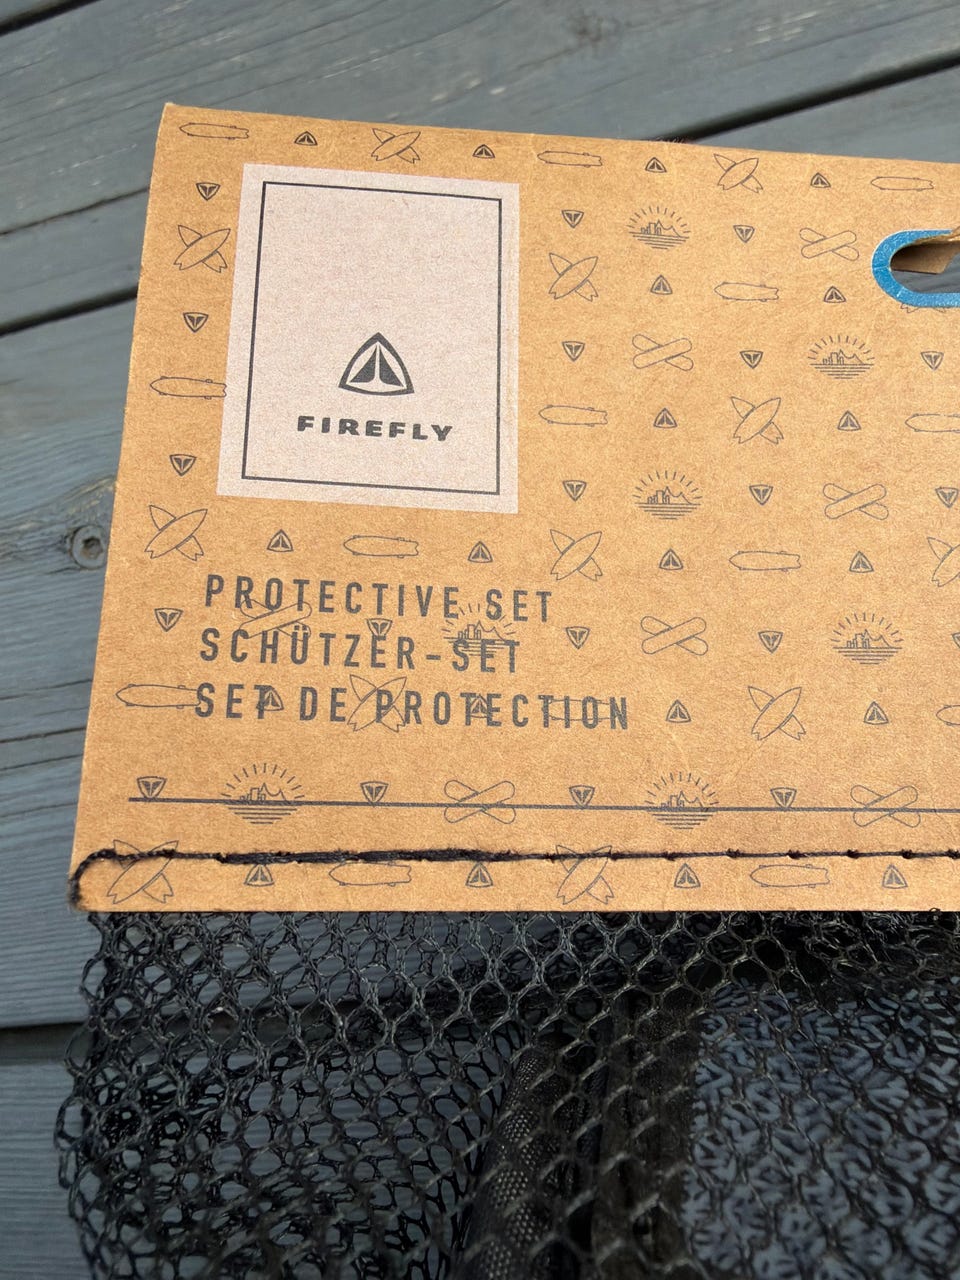 FIREFLY
PROTECTIVE SET
SCHÜTZER-SET
SET DE PROTECTION